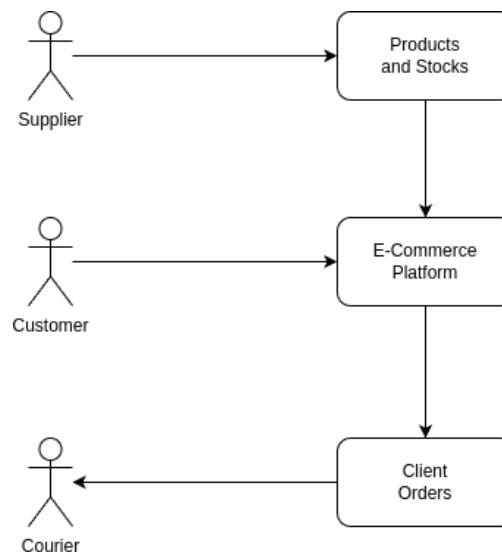 Products
and Stocks
Supplier
E-Commerce
Platform
Customer
Client
Orders
Courier